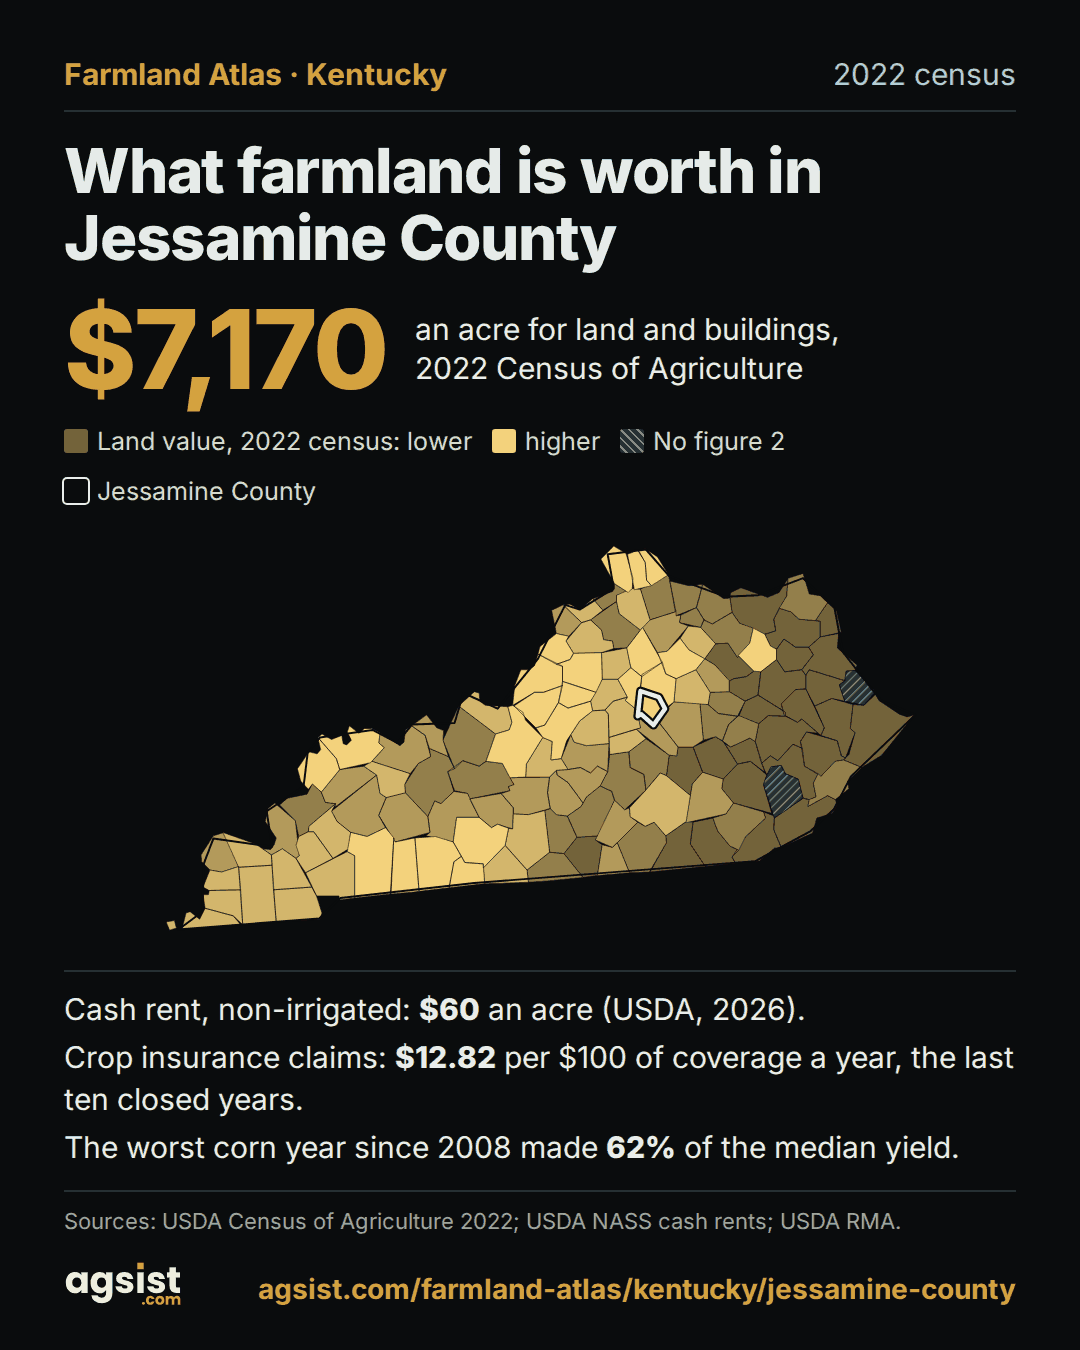 Farmland Atlas · Kentucky
2022 census
What farmland is worth in
Jessamine County
$7,170
an acre for land and buildings,
2022 Census of Agriculture
Land value, 2022 census: lower
higher
No figure 2
Jessamine County
Cash rent, non-irrigated: $60 an acre (USDA, 2026).
Crop insurance claims: $12.82 per $100 of coverage a year, the last
ten closed years.
The worst corn year since 2008 made 62% of the median yield.
Sources: USDA Census of Agriculture 2022; USDA NASS cash rents; USDA RMA.
agsist
.com
agsist.com/farmland-atlas/kentucky/jessamine-county